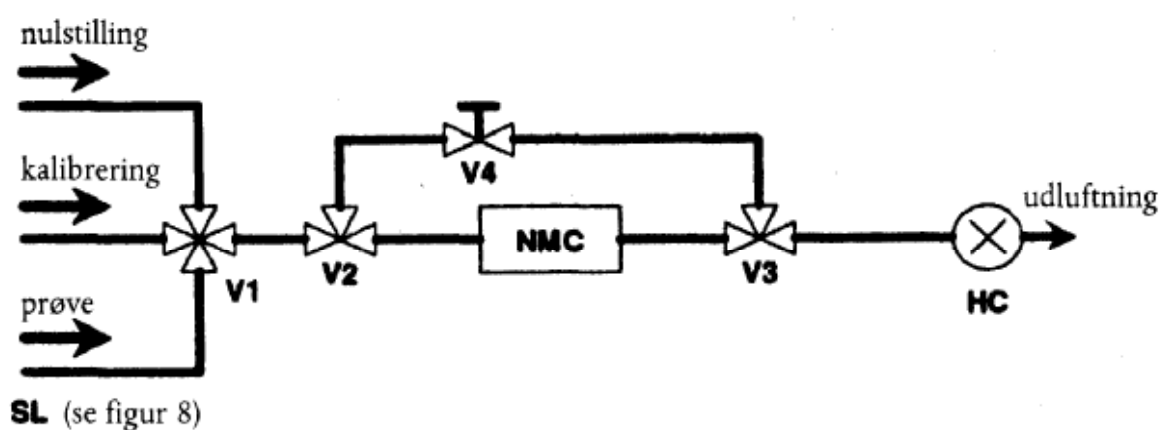 nulstilling
kalibrering
prøve
SL (se figur 8)
V1
V2
V4
NMC
V3
HC
udluftning